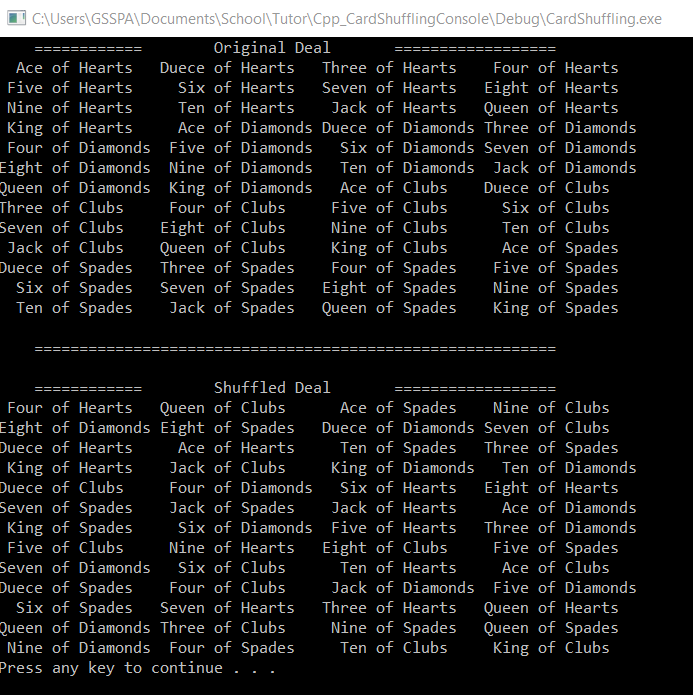 C:\Users\GSSPA\Documents\School\Tutor\Cpp_CardShufflingConsole\Debug\CardShuffling.exe
============ Original Deal ==================
Ace of Hearts Duece of Hearts Three of Hearts Four of Hearts
Five of Hearts Six of Hearts Seven of Hearts Eight of Hearts
Nine of Hearts Ten of Hearts Jack of Hearts Queen of Hearts
King of Hearts Ace of Diamonds Duece of Diamonds Three of Diamonds
Four of Diamonds Five of Diamonds Six of Diamonds Seven of Diamonds
Eight of Diamonds Nine of Diamonds Ten of Diamonds Jack of Diamonds
Queen of Diamonds King of Diamonds Ace of Clubs Duece of Clubs
Three of Clubs Four of Clubs Five of Clubs Six of Clubs
Seven of Clubs Eight of Clubs Nine of Clubs Ten of Clubs
Jack of Clubs Queen of Clubs King of Clubs Ace of Spades
Duece of Spades Three of Spades Four of Spades Five of Spades
Six of Spades Seven of Spades Eight of Spades Nine of Spades
Ten of Spades Jack of Spades Queen of Spades King of Spades
==========================================================
============ Shuffled Deal ==================
Four of Hearts Queen of Clubs Ace of Spades Nine of Clubs
Eight of Diamonds Eight of Spades Duece of Diamonds Seven of Clubs
Duece of Hearts Ace of Hearts Ten of Spades Three of Spades
King of Hearts Jack of Clubs King of Diamonds Ten of Diamonds
Duece of Clubs Four of Diamonds Six of Hearts Eight of Hearts
Seven of Spades Jack of Spades Jack of Hearts Ace of Diamonds
King of Spades Six of Diamonds Five of Hearts Three of Diamonds
Five of Clubs Nine of Hearts Eight of Clubs Five of Spades
Seven of Diamonds Six of Clubs Ten of Hearts Ace of Clubs
Duece of Spades Four of Clubs Jack of Diamonds Five of Diamonds
Six of Spades Seven of Hearts Three of Hearts Queen of Hearts
Queen of Diamonds Three of Clubs Nine of Spades Queen of Spades
Nine of Diamonds Four of Spades Ten of Clubs King of Clubs
Press any key to continue . . .